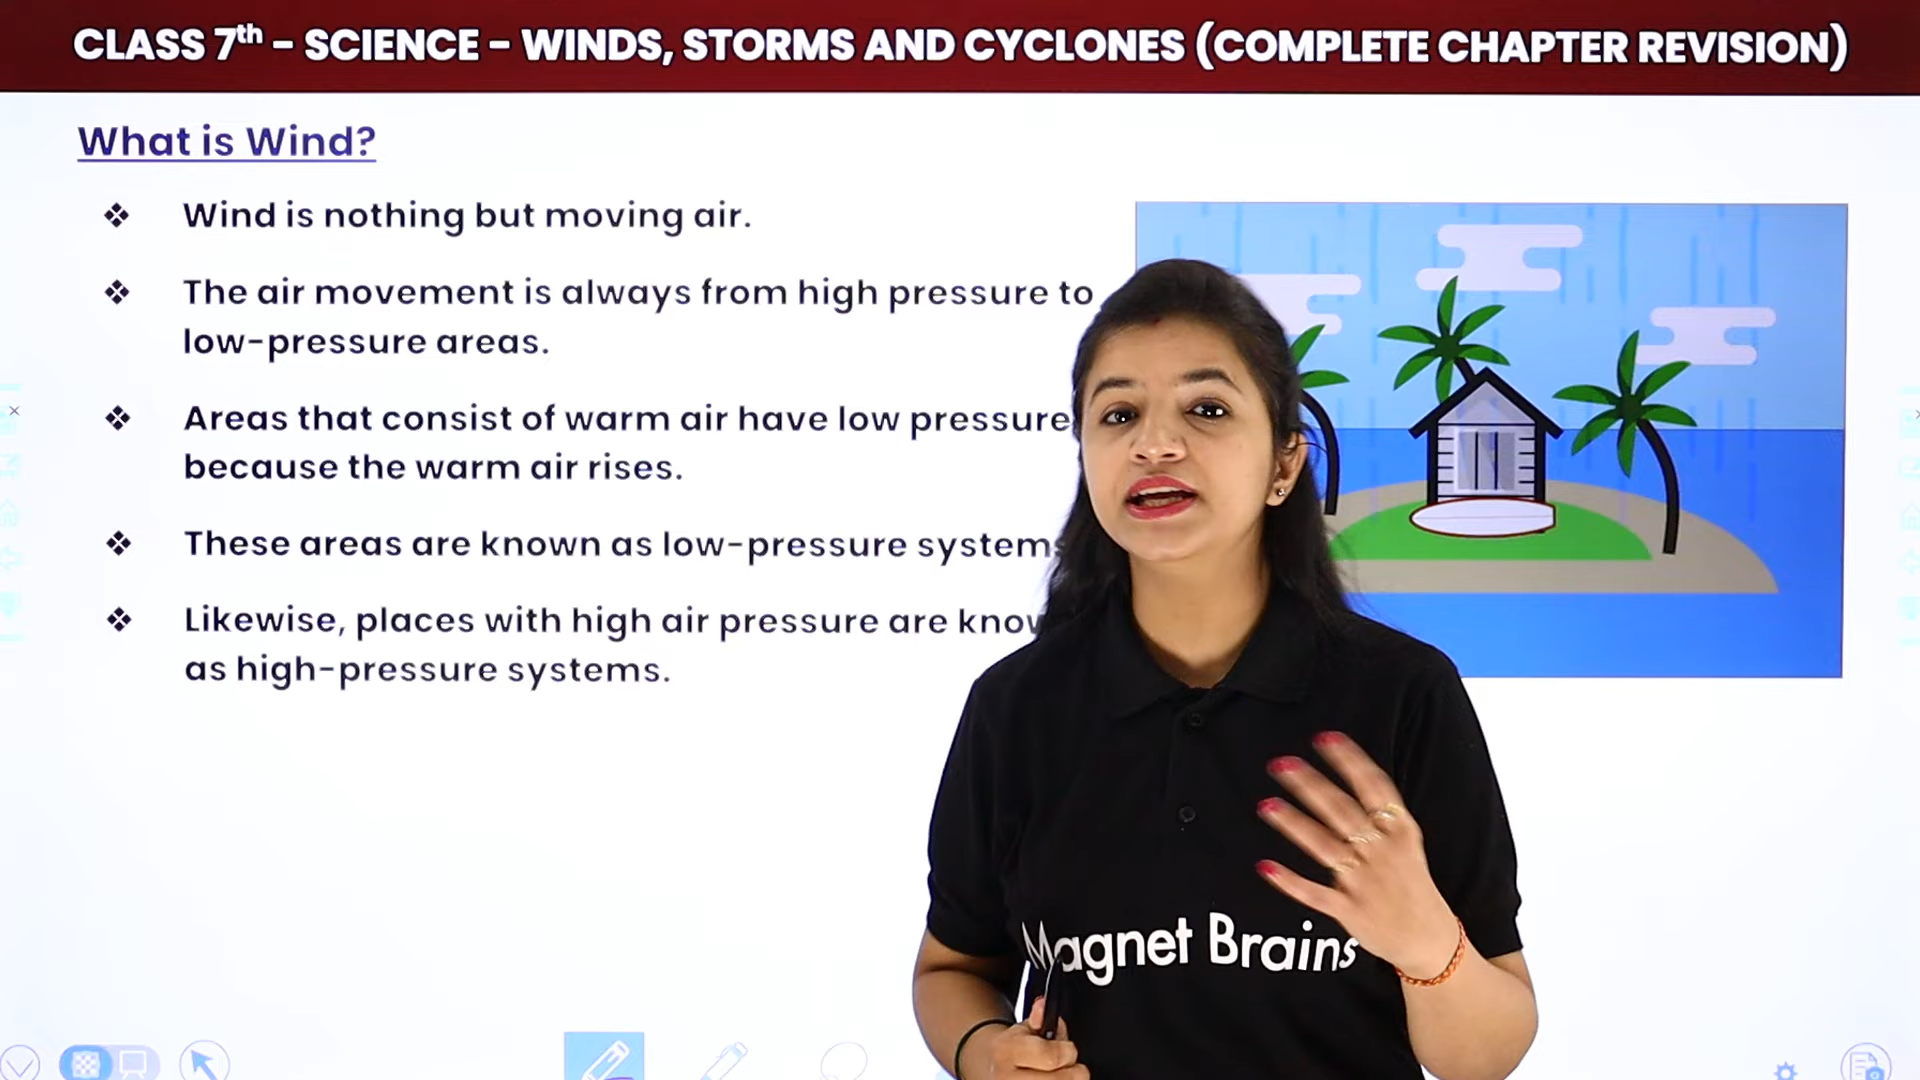 CLASS 7th – SCIENCE – WINDS, STORMS AND CYCLONES (COMPLETE CHAPTER REVISION)
What is Wind?
❖ Wind is nothing but moving air.
❖ The air movement is always from high pressure to
low-pressure areas.
❖ Areas that consist of warm air have low pressure
because the warm air rises.
❖ These areas are known as low-pressure systems
❖ Likewise, places with high air pressure are
as high-pressure systems.
Magnet Brains